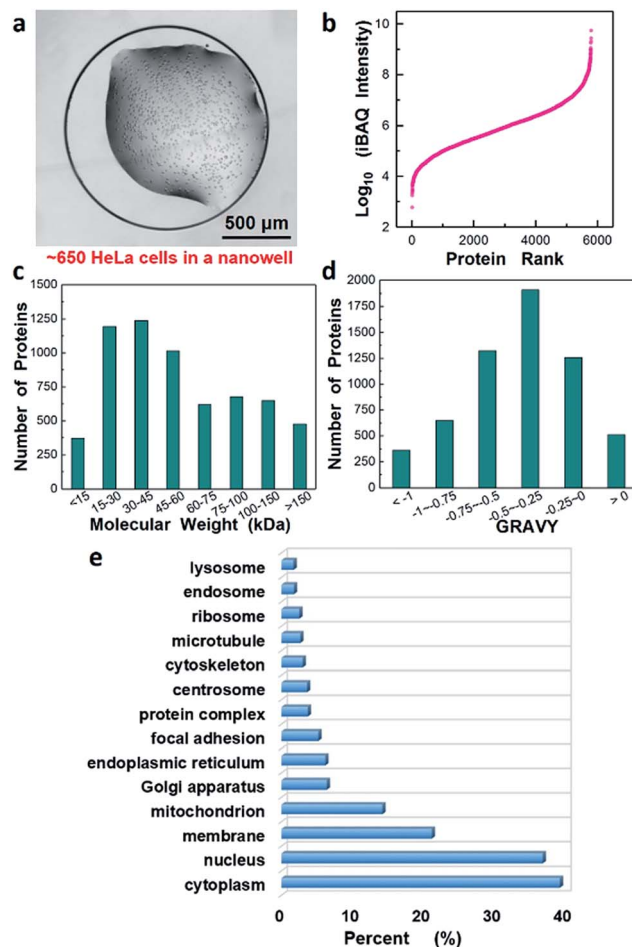 a
500 μm
~650 HeLa cells in a nanowell
b
Log10 (iBAQ Intensity)
10
8
6
4
2
0
2000
4000
6000
Protein Rank
c
Number of Proteins
1500
1250
1000
750
500
250
0
<15
15-30
30-45
45-60
60-75
75-100
100-150
>150
Molecular Weight (kDa)
d
Number of Proteins
2000
1750
1500
1250
1000
750
500
250
0
< -1
-1~-0.75
-0.75~-0.5
-0.5~-0.25
-0.25~0
> 0
GRAVY
e
lysosome
endosome
ribosome
microtubule
cytoskeleton
centrosome
protein complex
focal adhesion
endoplasmic reticulum
Golgi apparatus
mitochondrion
membrane
nucleus
cytoplasm
0
10
20
30
40
Percent (%)